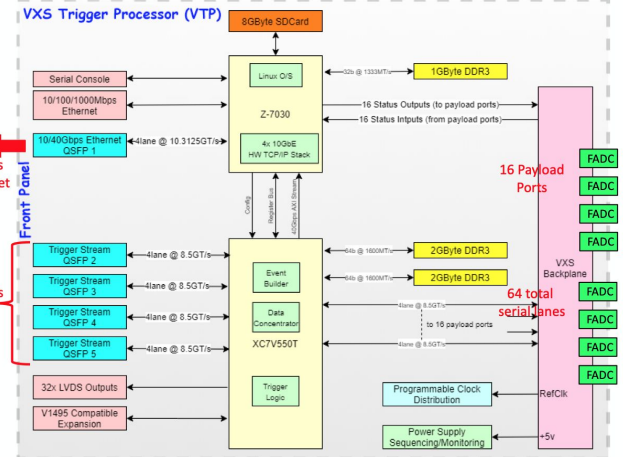 VXS Trigger Processor (VTP)
8GByte SDCard
Linux O/S
Z-7030
4x 10GbE
HW TCP/IP Stack
32b @ 1333MT/s
1GByte DDR3
Serial Console
10/100/1000Mbps
Ethernet
10/40Gbps Ethernet
QSFP 1
4lane @ 10.3125GT/s
16 Status Outputs (to payload ports)
16 Status Intputs (from payload ports)
s
et
Front Panel
16 Payload
Ports
FADC
FADC
FADC
FADC
Config
Register Bus
40Gbps AXI Stream
Trigger Stream
QSFP 2
4lane @ 8.5GT/s
Trigger Stream
QSFP 3
4lane @ 8.5GT/s
s
Trigger Stream
QSFP 4
4lane @ 8.5GT/s
Trigger Stream
QSFP 5
4lane @ 8.5GT/s
Event
Builder
Data
Concentrator
XC7V550T
Trigger
Logic
64b @ 1600MT/s
2GByte DDR3
64b @ 1600MT/s
2GByte DDR3
4lane @ 8.5GT/s
to 16 payload ports
4lane @ 8.5GT/s
64 total
serial lanes
VXS
Backplane
FADC
FADC
FADC
FADC
32x LVDS Outputs
V1495 Compatible
Expansion
Programmable Clock
Distribution
RefClk
Power Supply
Sequencing/Monitoring
+5v